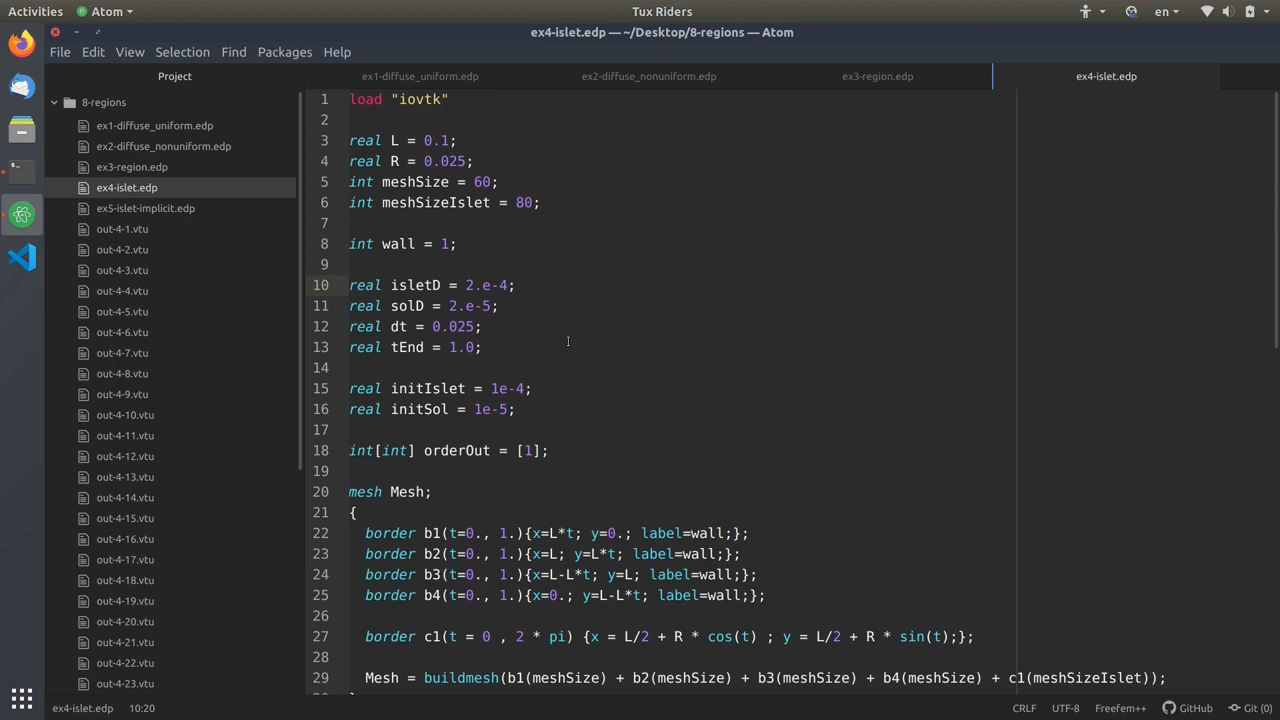 Activities Atom Tux Riders en
ex4-islet.edp — ~/Desktop/8-regions — Atom
File Edit View Selection Find Packages Help
Project ex1-diffuse_uniform.edp ex2-diffuse_nonuniform.edp ex3-region.edp ex4-islet.edp
8-regions
ex1-diffuse_uniform.edp
ex2-diffuse_nonuniform.edp
ex3-region.edp
ex4-islet.edp
ex5-islet-implicit.edp
out-4-1.vtu
out-4-2.vtu
out-4-3.vtu
out-4-4.vtu
out-4-5.vtu
out-4-6.vtu
out-4-7.vtu
out-4-8.vtu
out-4-9.vtu
out-4-10.vtu
out-4-11.vtu
out-4-12.vtu
out-4-13.vtu
out-4-14.vtu
out-4-15.vtu
out-4-16.vtu
out-4-17.vtu
out-4-18.vtu
out-4-19.vtu
out-4-20.vtu
out-4-21.vtu
out-4-22.vtu
out-4-23.vtu
1 load "iovtk"
2
3 real L = 0.1;
4 real R = 0.025;
5 int meshSize = 60;
6 int meshSizeIslet = 80;
7
8 int wall = 1;
9
10 real isletD = 2.e-4;
11 real solD = 2.e-5;
12 real dt = 0.025;
13 real tEnd = 1.0;
14
15 real initIslet = 1e-4;
16 real initSol = 1e-5;
17
18 int[int] orderOut = [1];
19
20 mesh Mesh;
21 {
22 border b1(t=0., 1.){x=L*t; y=0.; label=wall;};
23 border b2(t=0., 1.){x=L; y=L*t; label=wall;};
24 border b3(t=0., 1.){x=L-L*t; y=L; label=wall;};
25 border b4(t=0., 1.){x=0.; y=L-L*t; label=wall;};
26
27 border c1(t = 0 , 2 * pi) {x = L/2 + R * cos(t) ; y = L/2 + R * sin(t);};
28
29 Mesh = buildmesh(b1(meshSize) + b2(meshSize) + b3(meshSize) + b4(meshSize) + c1(meshSizeIslet));
ex4-islet.edp 10:20 CRLF UTF-8 Freefem++ GitHub Git (0)